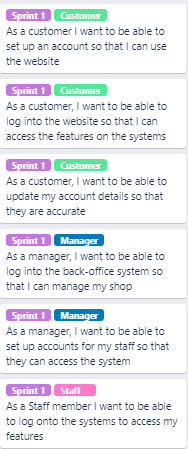 Sprint 1 Customer
As a customer I want to be able to
set up an account so that I can use
the website
Sprint 1 Customer
As a customer, I want to be able to
log into the website so that I can
access the features on the systems
Sprint 1 Customer
As a customer, I want to be able to
update my account details so that
they are accurate
Sprint 1 Manager
As a manager, I want to be able to
log into the back-office system so
that I can manage my shop
Sprint 1 Manager
As a manager, I want to be able to
set up accounts for my staff so that
they can access the system
Sprint 1 Staff
As a Staff member I want to be able
to log onto the systems to access my
features